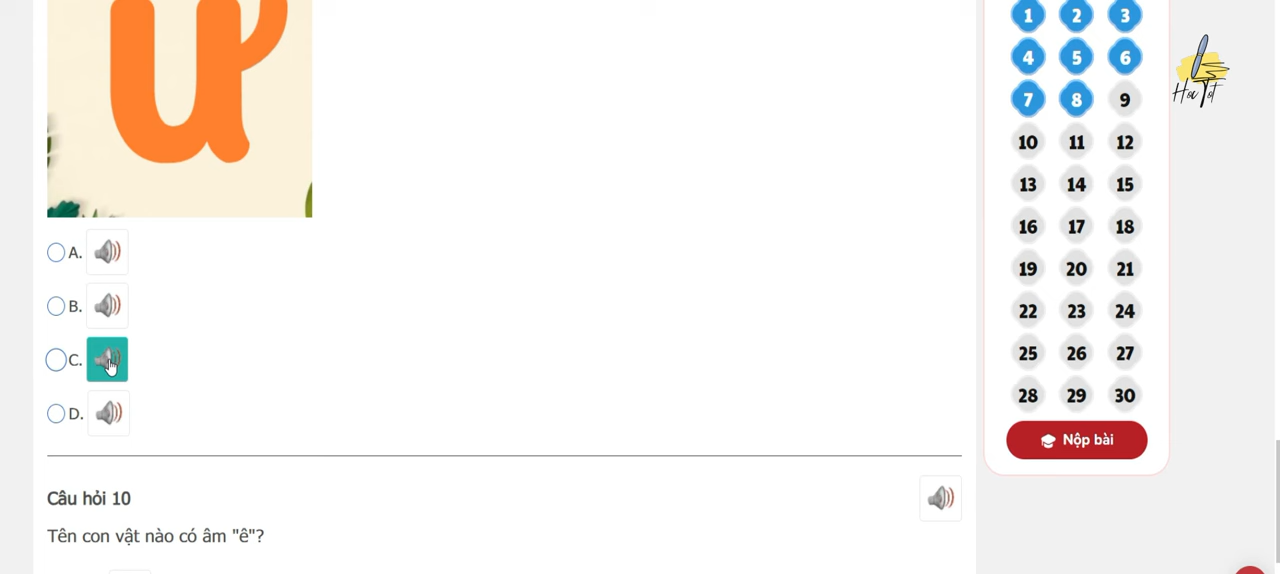 ư
A.
B.
C.
D.
Câu hỏi 10
Tên con vật nào có âm "ê"?
1 2 3
4 5 6
7 8 9
10 11 12
13 14 15
16 17 18
19 20 21
22 23 24
25 26 27
28 29 30
Nộp bài
Học Tốt